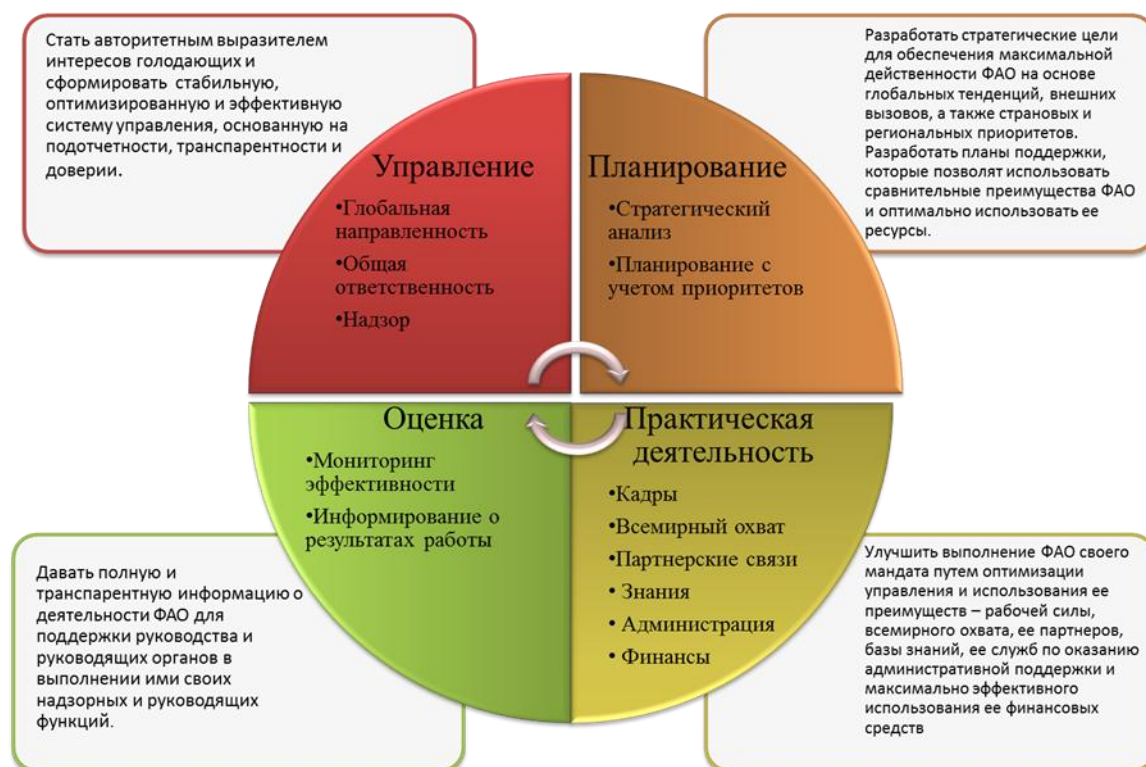 Стать авторитетным выразителем
интересов голодающих и
сформировать стабильную,
оптимизированную и эффективную
систему управления, основанную на
подотчетности, транспарентности и
доверии.
Разработать стратегические цели
для обеспечения максимальной
действенности ФАО на основе
глобальных тенденций, внешних
вызовов, а также страновых и
региональных приоритетов.
Разработать планы поддержки,
которые позволят использовать
сравнительные преимущества ФАО
и оптимально использовать ее
ресурсы.
Управление
•Глобальная
направленность
•Общая
ответственность
•Надзор
Планирование
•Стратегический
анализ
•Планирование с
учетом приоритетов
Оценка
•Мониторинг
эффективности
•Информирование о
результатах работы
Практическая
деятельность
•Кадры
•Всемирный охват
•Партнерские связи
• Знания
• Администрация
• Финансы
Давать полную и
транспарентную информацию о
деятельности ФАО для
поддержки руководства и
руководящих органов в
выполнении ими своих
надзорных и руководящих
функций.
Улучшить выполнение ФАО своего
мандата путем оптимизации
управления и использования ее
преимуществ – рабочей силы,
всемирного охвата, ее партнеров,
базы знаний, ее служб по оказанию
административной поддержки и
максимально эффективного
использования ее финансовых
средств